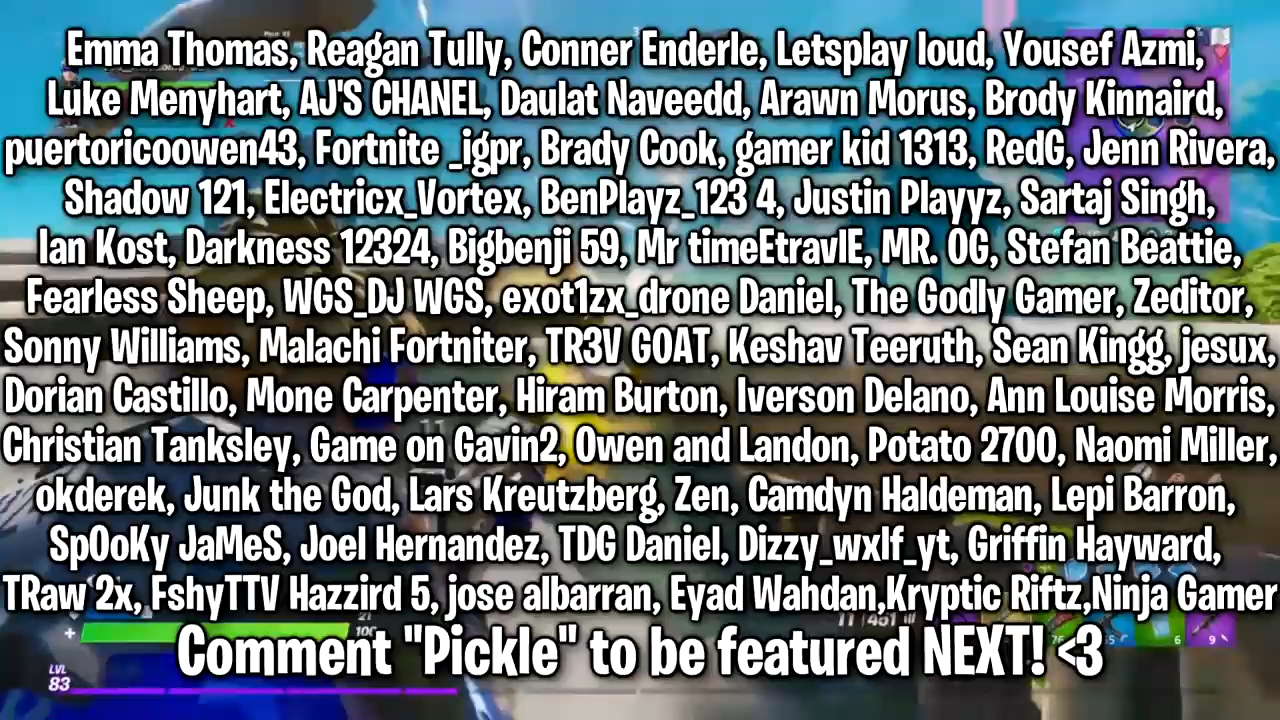 Emma Thomas, Reagan Tully, Conner Enderle, Letsplay loud, Yousef Azmi,
Luke Menyhart, AJ'S CHANEL, Daulat Naveedd, Arawn Morus, Brody Kinnaird,
puertoricoowen43, Fortnite _igpr, Brady Cook, gamer kid 1313, RedG, Jenn Rivera,
Shadow 121, Electricx_Vortex, BenPlayz_123 4, Justin Playyz, Sartaj Singh,
Ian Kost, Darkness 12324, Bigbenji 59, Mr timeEtravlE, MR. OG, Stefan Beattie,
Fearless Sheep, WGS_DJ WGS, exot1zx_drone Daniel, The Godly Gamer, Zeditor,
Sonny Williams, Malachi Fortniter, TR3V GOAT, Keshav Teeruth, Sean Kingg, jesux,
Dorian Castillo, Mone Carpenter, Hiram Burton, Iverson Delano, Ann Louise Morris,
Christian Tanksley, Game on Gavin2, Owen and Landon, Potato 2700, Naomi Miller,
okderek, Junk the God, Lars Kreutzberg, Zen, Camdyn Haldeman, Lepi Barron,
SpOoKy JaMeS, Joel Hernandez, TDG Daniel, Dizzy_wxlf_yt, Griffin Hayward,
TRaw 2x, FshyTTV Hazzird 5, jose albarran, Eyad Wahdan,Kryptic Riftz,Ninja Gamer
Comment "Pickle" to be featured NEXT! <3
LVL
83